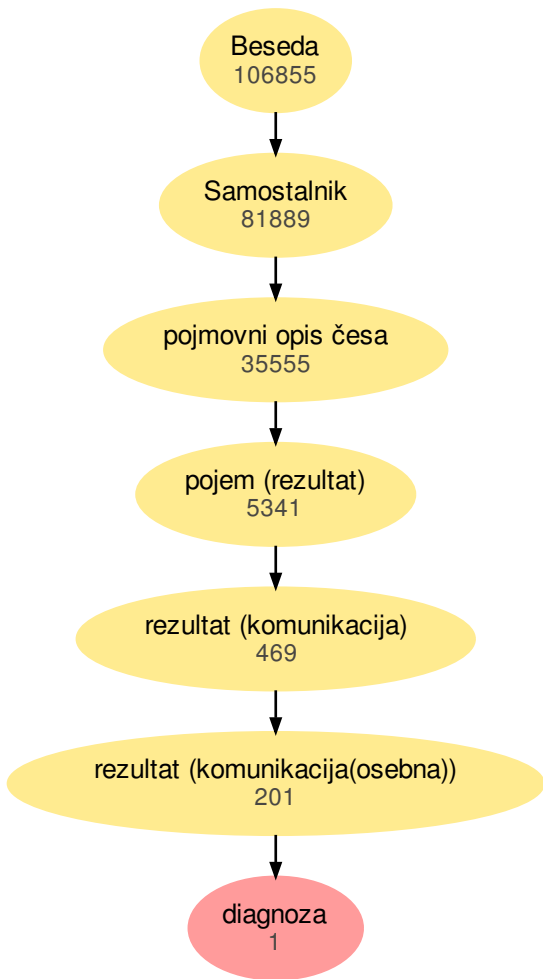 Beseda
106855
Samostalnik
81889
pojmovni opis česa
35555
pojem (rezultat)
5341
rezultat (komunikacija)
469
rezultat (komunikacija(osebna))
201
diagnoza
1